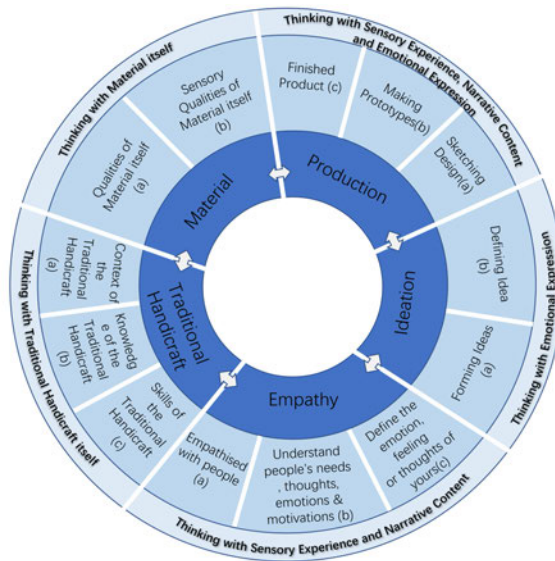 Thinking with Sensory Experience, Narrative Content
and Emotional Expression
Finished
Product (c)
Making
Prototypes(b)
Sketching
Design(a)
Production
Thinking with Emotional Expression
Defining Idea
(b)
Forming Ideas
(a)
Ideation
Thinking with Sensory Experience and Narrative Content
Define the
emotion,
feeling
or thoughts of
yours(c)
Understand
people's needs
, thoughts,
emotions &
motivations (b)
Empathised
with people
(a)
Empathy
Thinking with Traditional Handicraft itself
Skills of
the
Traditional
Handicraft
(c)
Knowledg
e of the
Traditional
Handicraft
(b)
Context of
the
Traditional
Handicraft
(a)
Traditional
Handicraft
Thinking with Material itself
Qualities of
Material itself
(a)
Sensory
Qualities of
Material itself
(b)
Material